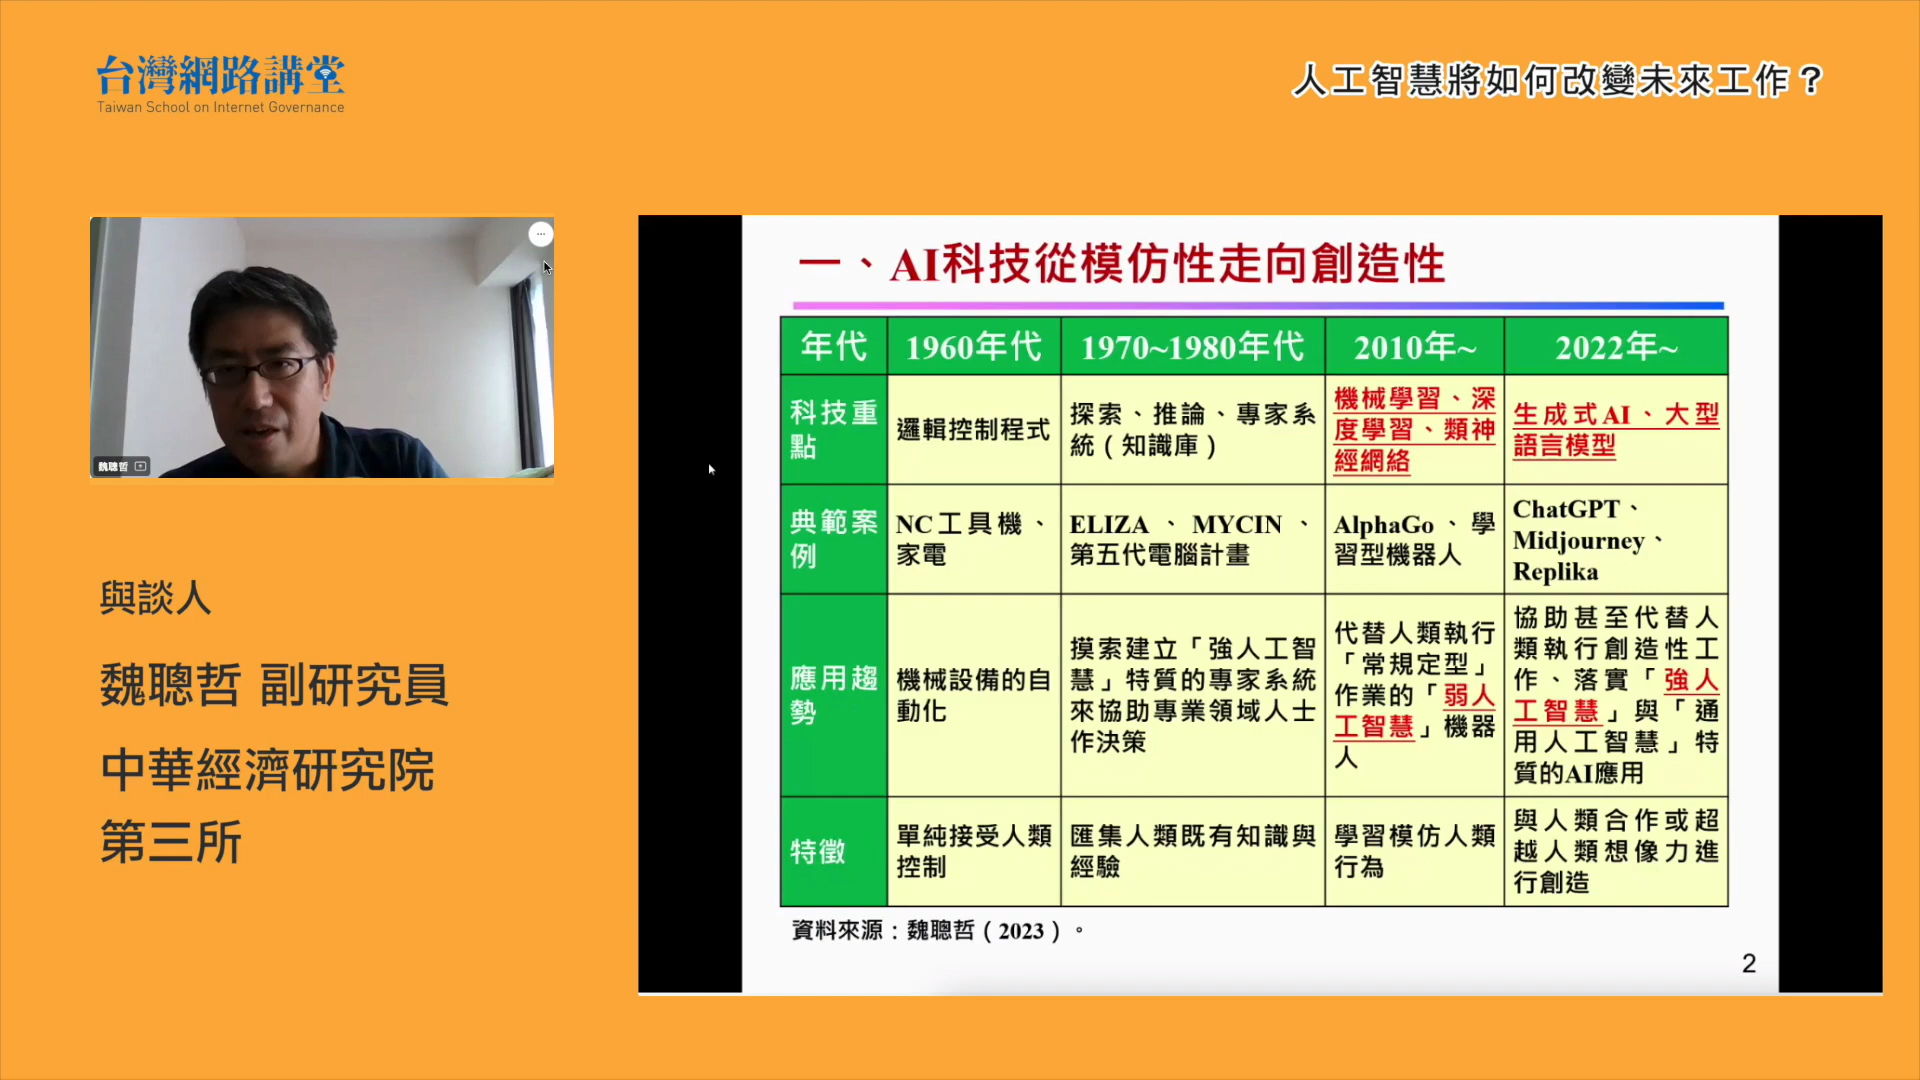 台灣網路講堂
Taiwan School on Internet Governance
人工智慧將如何改變未來工作？
魏聰哲
與談人
魏聰哲 副研究員
中華經濟研究院
第三所
一、AI科技從模仿性走向創造性
年代
1960年代
1970~1980年代
2010年~
2022年~
科技重
點
邏輯控制程式
探索、推論、專家系
統（知識庫）
機械學習、深
度學習、類神
經網絡
生成式AI、大型
語言模型
典範案
例
NC工具機、
家電
ELIZA、MYCIN、
第五代電腦計畫
AlphaGo、學
習型機器人
ChatGPT、
Midjourney、
Replika
應用趨
勢
機械設備的自
動化
摸索建立「強人工智
慧」特質的專家系統
來協助專業領域人士
作決策
代替人類執行
「常規定型」
作業的「弱人
工智慧」機器
人
協助甚至代替人
類執行創造性工
作、落實「強人
工智慧」與「通
用人工智慧」特
質的AI應用
特徵
單純接受人類
控制
匯集人類既有知識與
經驗
學習模仿人類
行為
與人類合作或超
越人類想像力進
行創造
資料來源：魏聰哲（2023）。
2